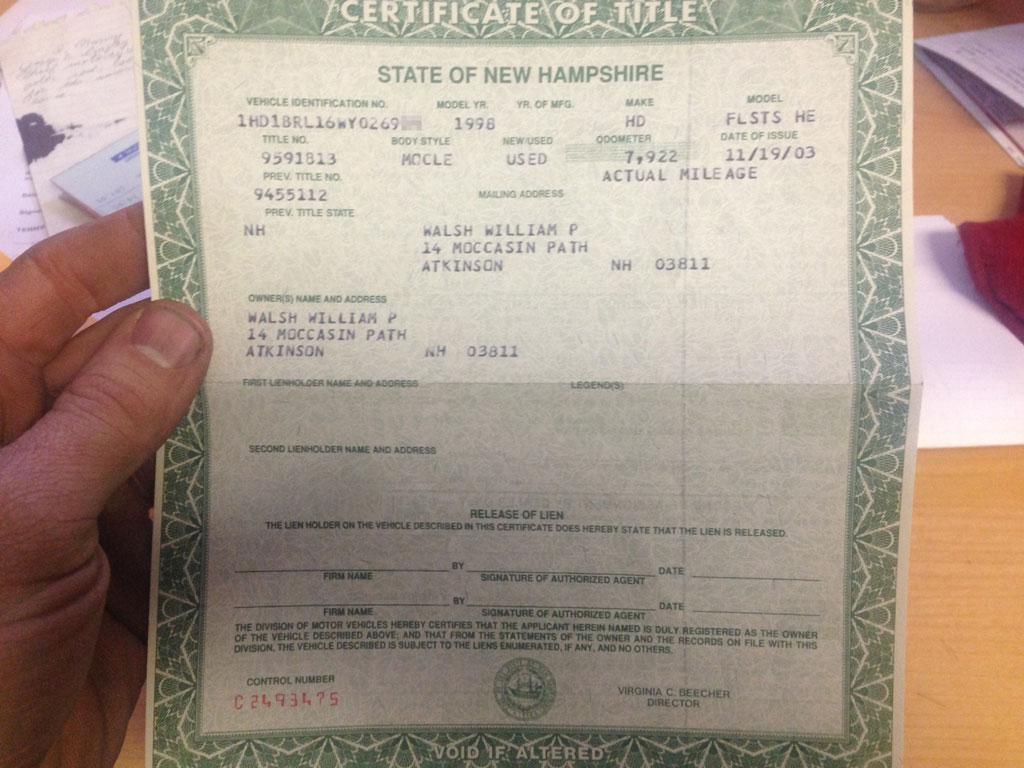 CERTIFICATE OF TITLE
STATE OF NEW HAMPSHIRE
VEHICLE IDENTIFICATION NO. MODEL YR. YR. OF MFG. MAKE MODEL
1HD1BRL16WY0269 1998 HD FLSTS HE
TITLE NO. BODY STYLE NEW/USED ODOMETER DATE OF ISSUE
9591813 MOCLE USED 7,922 11/19/03
PREV. TITLE NO. ACTUAL MILEAGE
9455112 MAILING ADDRESS
PREV. TITLE STATE
NH WALSH WILLIAM P
14 MOCCASIN PATH
ATKINSON NH 03811
OWNER(S) NAME AND ADDRESS
WALSH WILLIAM P
14 MOCCASIN PATH
ATKINSON NH 03811
FIRST LIENHOLDER NAME AND ADDRESS LEGEND(S)
SECOND LIENHOLDER NAME AND ADDRESS
RELEASE OF LIEN
THE LIEN HOLDER ON THE VEHICLE DESCRIBED IN THIS CERTIFICATE DOES HEREBY STATE THAT THE LIEN IS RELEASED.
BY DATE
FIRM NAME SIGNATURE OF AUTHORIZED AGENT
BY DATE
FIRM NAME SIGNATURE OF AUTHORIZED AGENT
THE DIVISION OF MOTOR VEHICLES HEREBY CERTIFIES THAT THE APPLICANT HEREIN NAMED IS DULY REGISTERED AS THE OWNER
OF THE VEHICLE DESCRIBED ABOVE; AND THAT FROM THE STATEMENTS OF THE OWNER AND THE RECORDS ON FILE WITH THIS
DIVISION, THE VEHICLE DESCRIBED IS SUBJECT TO THE LIENS ENUMERATED, IF ANY, AND NO OTHERS.
CONTROL NUMBER
C2493475
VIRGINIA C. BEECHER
DIRECTOR
VOID IF ALTERED